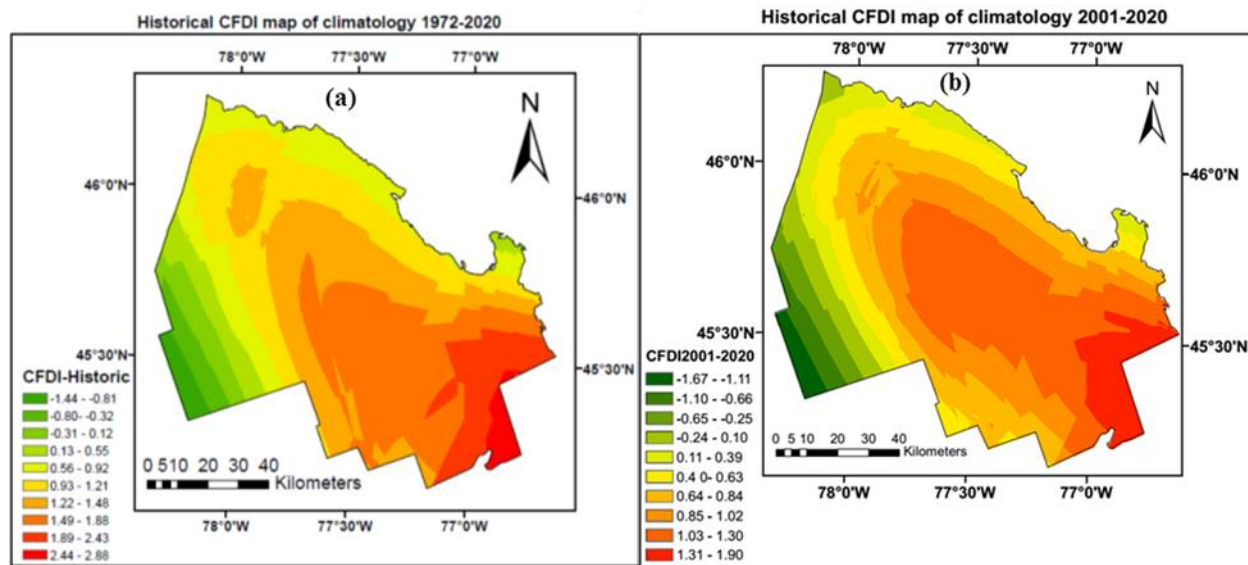 Historical CFDI map of climatology 1972-2020
78°0'W 77°30'W 77°0'W
(a)
N
46°0'N
46°0'N
45°30'N
45°30'N
CFDI-Historic
-1.44 - -0.81
-0.80- -0.32
-0.31 - 0.12
0.13 - 0.55
0.56 - 0.92
0.93 - 1.21
1.22 - 1.48
1.49 - 1.88
1.89 - 2.43
2.44 - 2.88
0 5 10 20 30 40
Kilometers
78°0'W 77°30'W 77°0'W
Historical CFDI map of climatology 2001-2020
78°0'W 77°30'W 77°0'W
(b)
N
46°0'N
46°0'N
45°30'N
45°30'N
CFDI2001-2020
-1.67 - -1.11
-1.10 - -0.66
-0.65 - -0.25
-0.24 - 0.10
0.11 - 0.39
0.4 0- 0.63
0.64 - 0.84
0.85 - 1.02
1.03 - 1.30
1.31 - 1.90
0 5 10 20 30 40
Kilometers
78°0'W 77°30'W 77°0'W